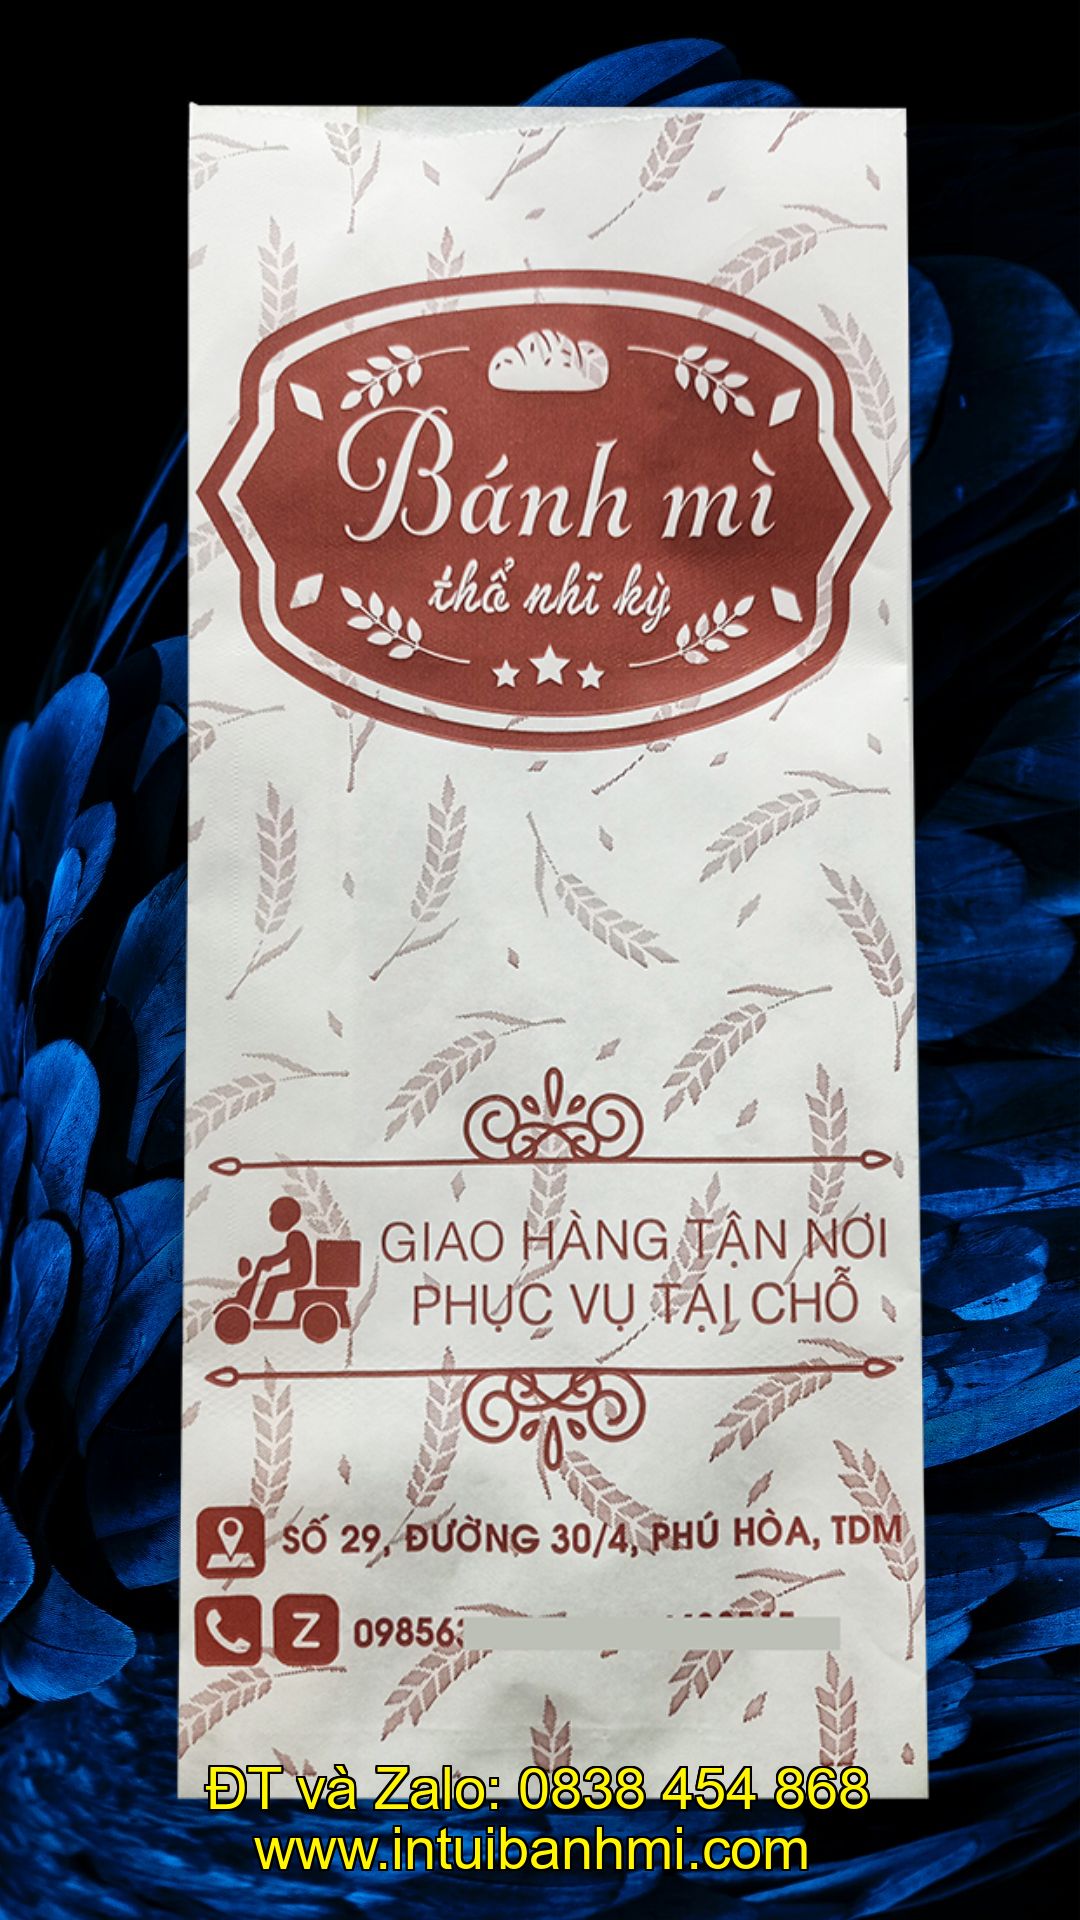 Bánh mì
thổ nhĩ kỳ
GIAO HÀNG TẬN NƠI
PHỤC VỤ TẠI CHỖ
SỐ 29, ĐƯỜNG 30/4, PHÚ HÒA, TDM
Z
ĐT và Zalo: 0838 454 868
www.intuibanhmi.com